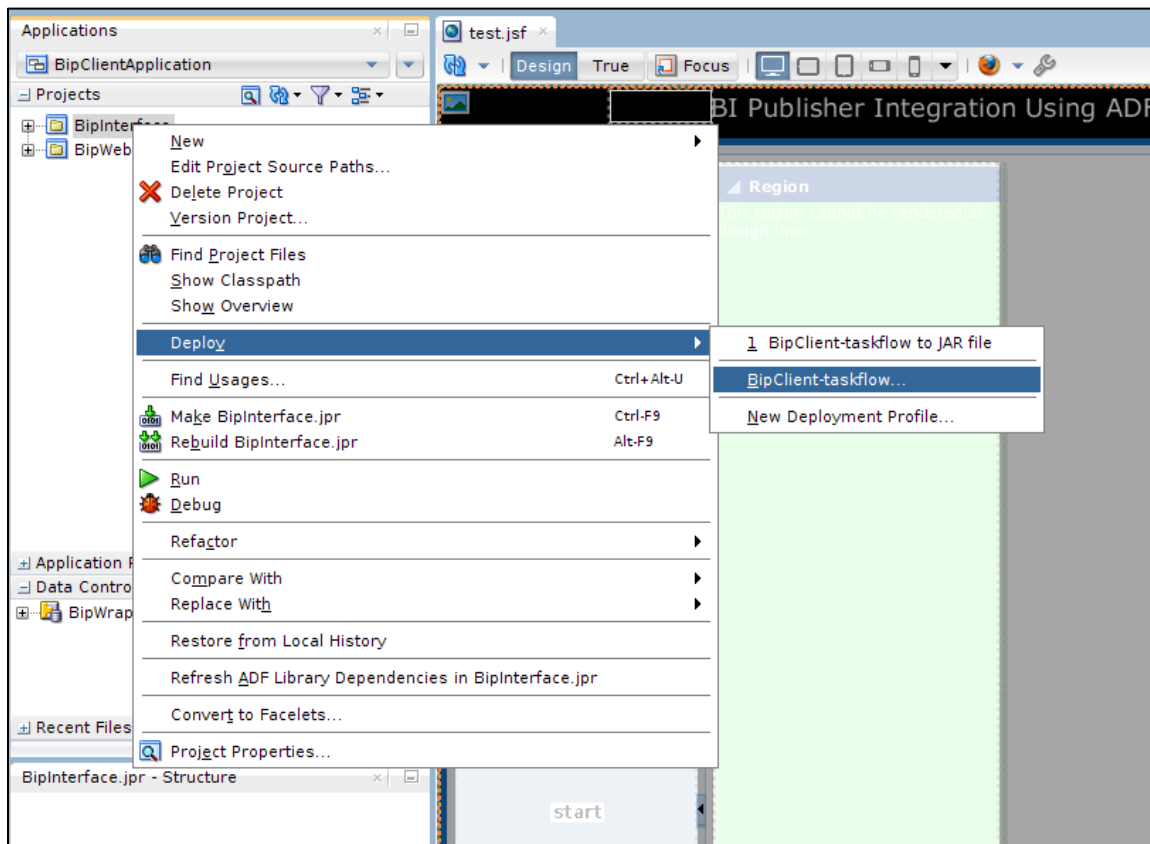 Applications
BipClientApplication
Projects
BipInterface
BipWeb
New
Edit Project Source Paths...
Delete Project
Version Project...
Find Project Files
Show Classpath
Show Overview
Deploy
Find Usages... Ctrl+Alt-U
Make BipInterface.jpr Ctrl-F9
Rebuild BipInterface.jpr Alt-F9
Run
Debug
Refactor
Compare With
Replace With
Restore from Local History
Refresh ADF Library Dependencies in BipInterface.jpr
Convert to Facelets...
Project Properties...
1 BipClient-taskflow to JAR file
BipClient-taskflow...
New Deployment Profile...
Application
Data Contro
BipWrap
Recent Files
BipInterface.jpr - Structure
test.jsf
Design True Focus
BI Publisher Integration Using ADF
Region
This region cannot be rendered at
design time.
start